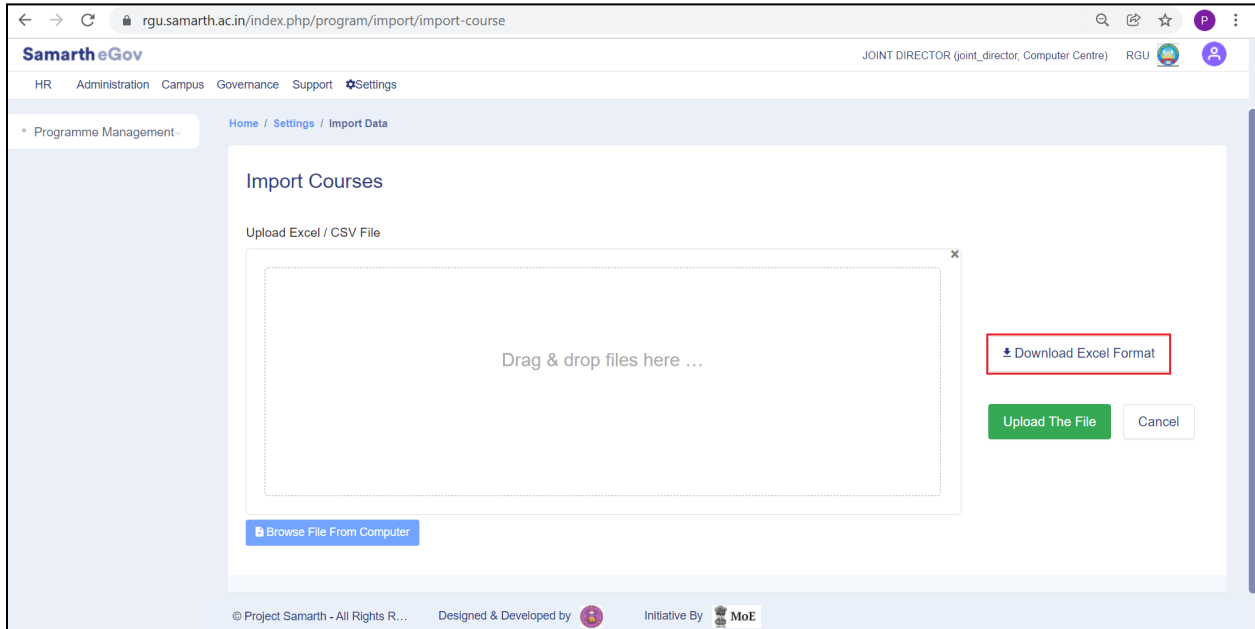 rgu.samarth.ac.in/index.php/program/import/import-course
P
Samarth eGov
JOINT DIRECTOR (joint_director, Computer Centre) RGU
HR Administration Campus Governance Support Settings
Programme Management
Home / Settings / Import Data
Import Courses
Upload Excel / CSV File
Drag & drop files here …
Download Excel Format
Upload The File Cancel
Browse File From Computer
© Project Samarth - All Rights R... Designed & Developed by Initiative By MoE